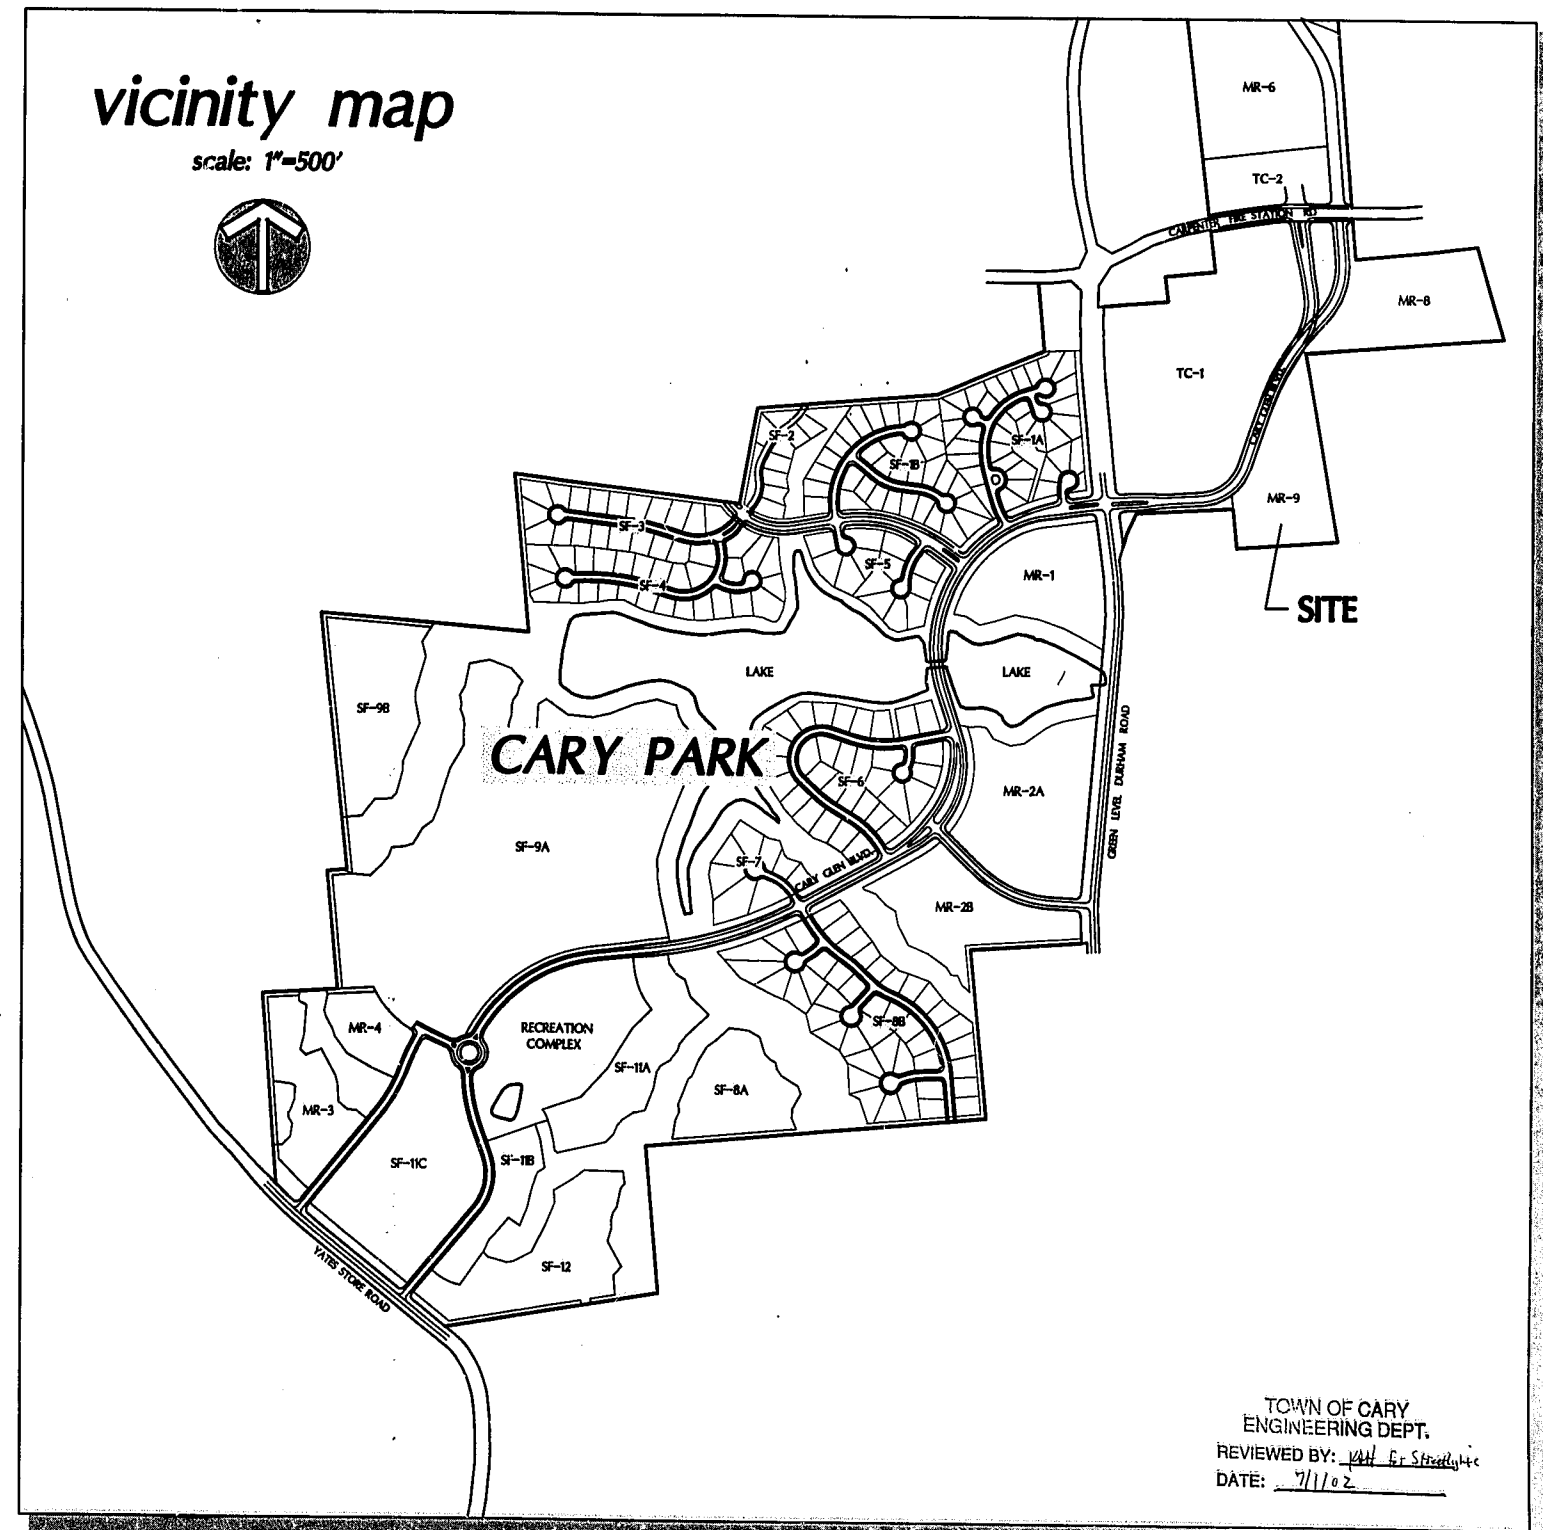 vicinity map
scale: 1"=500'
MR-6
TC-2
CARPENTER FIRE STATION RD
MR-8
TC-1
CARY GLEN BLVD.
SF-2
SF-1A
SF-1B
MR-9
SF-3
SF-5
SF-4
MR-1
SITE
LAKE
LAKE
SF-9B
GREEN LEVEL DURHAM ROAD
CARY PARK
SF-6
MR-2A
SF-9A
SF-7
CARY GLEN BLVD.
MR-2B
MR-4
RECREATION
COMPLEX
SF-8B
SF-11A
SF-8A
MR-3
SF-11C
SF-11B
SF-12
YATES STORE ROAD
TOWN OF CARY
ENGINEERING DEPT.
REVIEWED BY:
DATE: 7/1/02